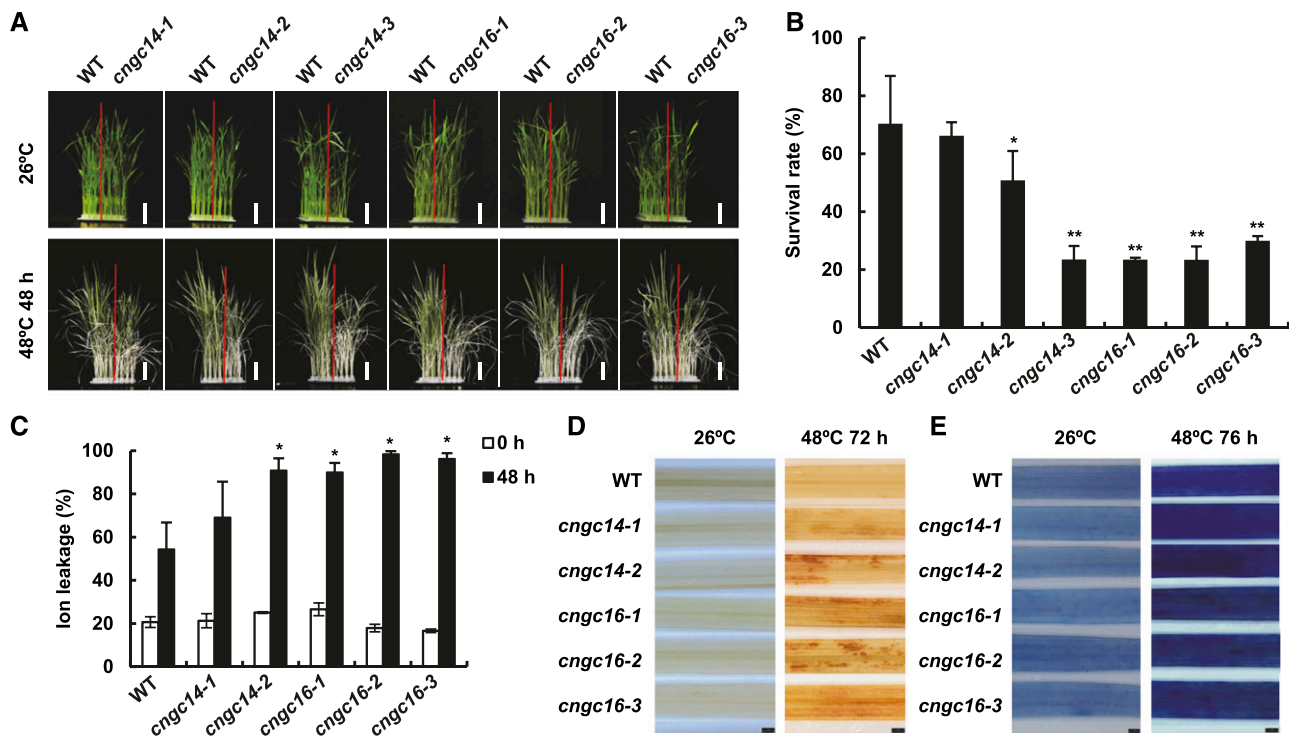 A
WT cngc14-1 WT cngc14-2 WT cngc14-3 WT cngc16-1 WT cngc16-2 WT cngc16-3
26ºC
48ºC 48 h
B
Survival rate (%)
100
80
60
40
20
0
*
**
**
**
**
WT cngc14-1 cngc14-2 cngc14-3 cngc16-1 cngc16-2 cngc16-3
C
Ion leakage (%)
100
80
60
40
20
0
* * * *
0 h
48 h
WT cngc14-1 cngc14-2 cngc16-1 cngc16-2 cngc16-3
D
26ºC 48ºC 72 h
WT
cngc14-1
cngc14-2
cngc16-1
cngc16-2
cngc16-3
E
26ºC 48ºC 76 h
WT
cngc14-1
cngc14-2
cngc16-1
cngc16-2
cngc16-3